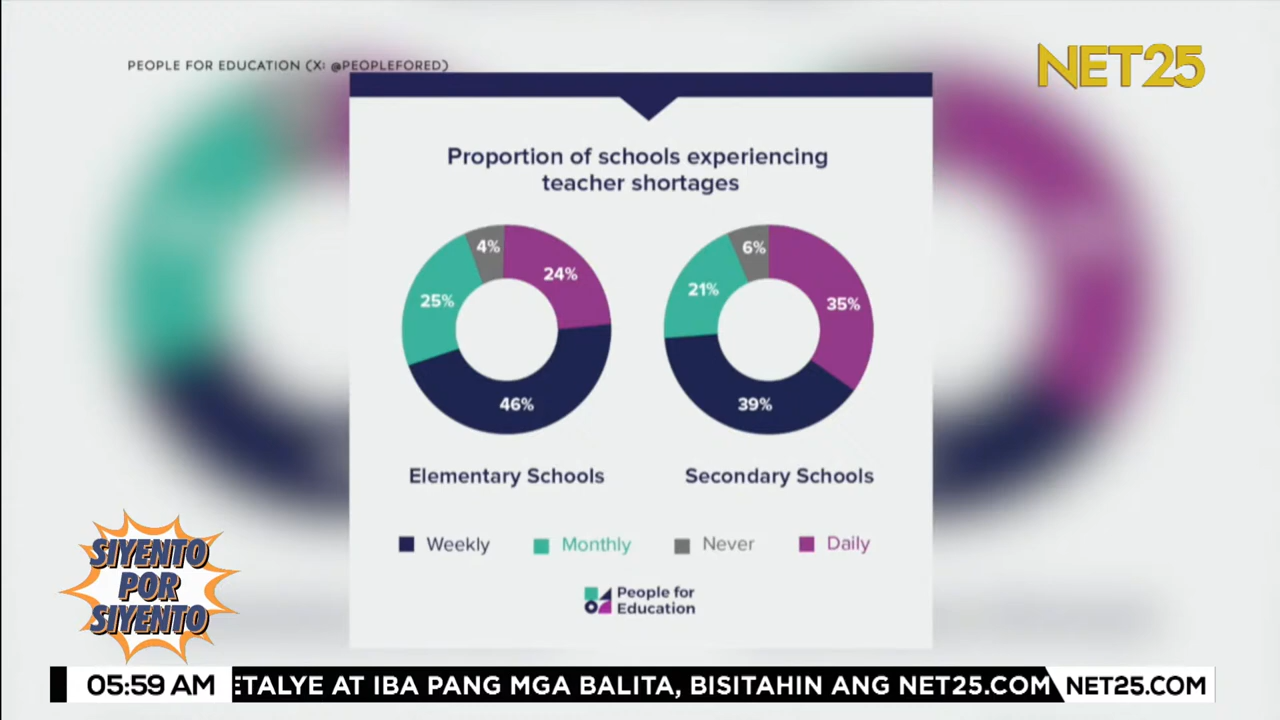 PEOPLE FOR EDUCATION (X: @PEOPLEFORED)
NET25
Proportion of schools experiencing
teacher shortages
4%
24%
25%
46%
6%
35%
21%
39%
Elementary Schools
Secondary Schools
Weekly
Monthly
Never
Daily
People for
Education
SIYENTO
POR
SIYENTO
05:59 AM
ETALYE AT IBA PANG MGA BALITA, BISITAHIN ANG NET25.COM
NET25.COM